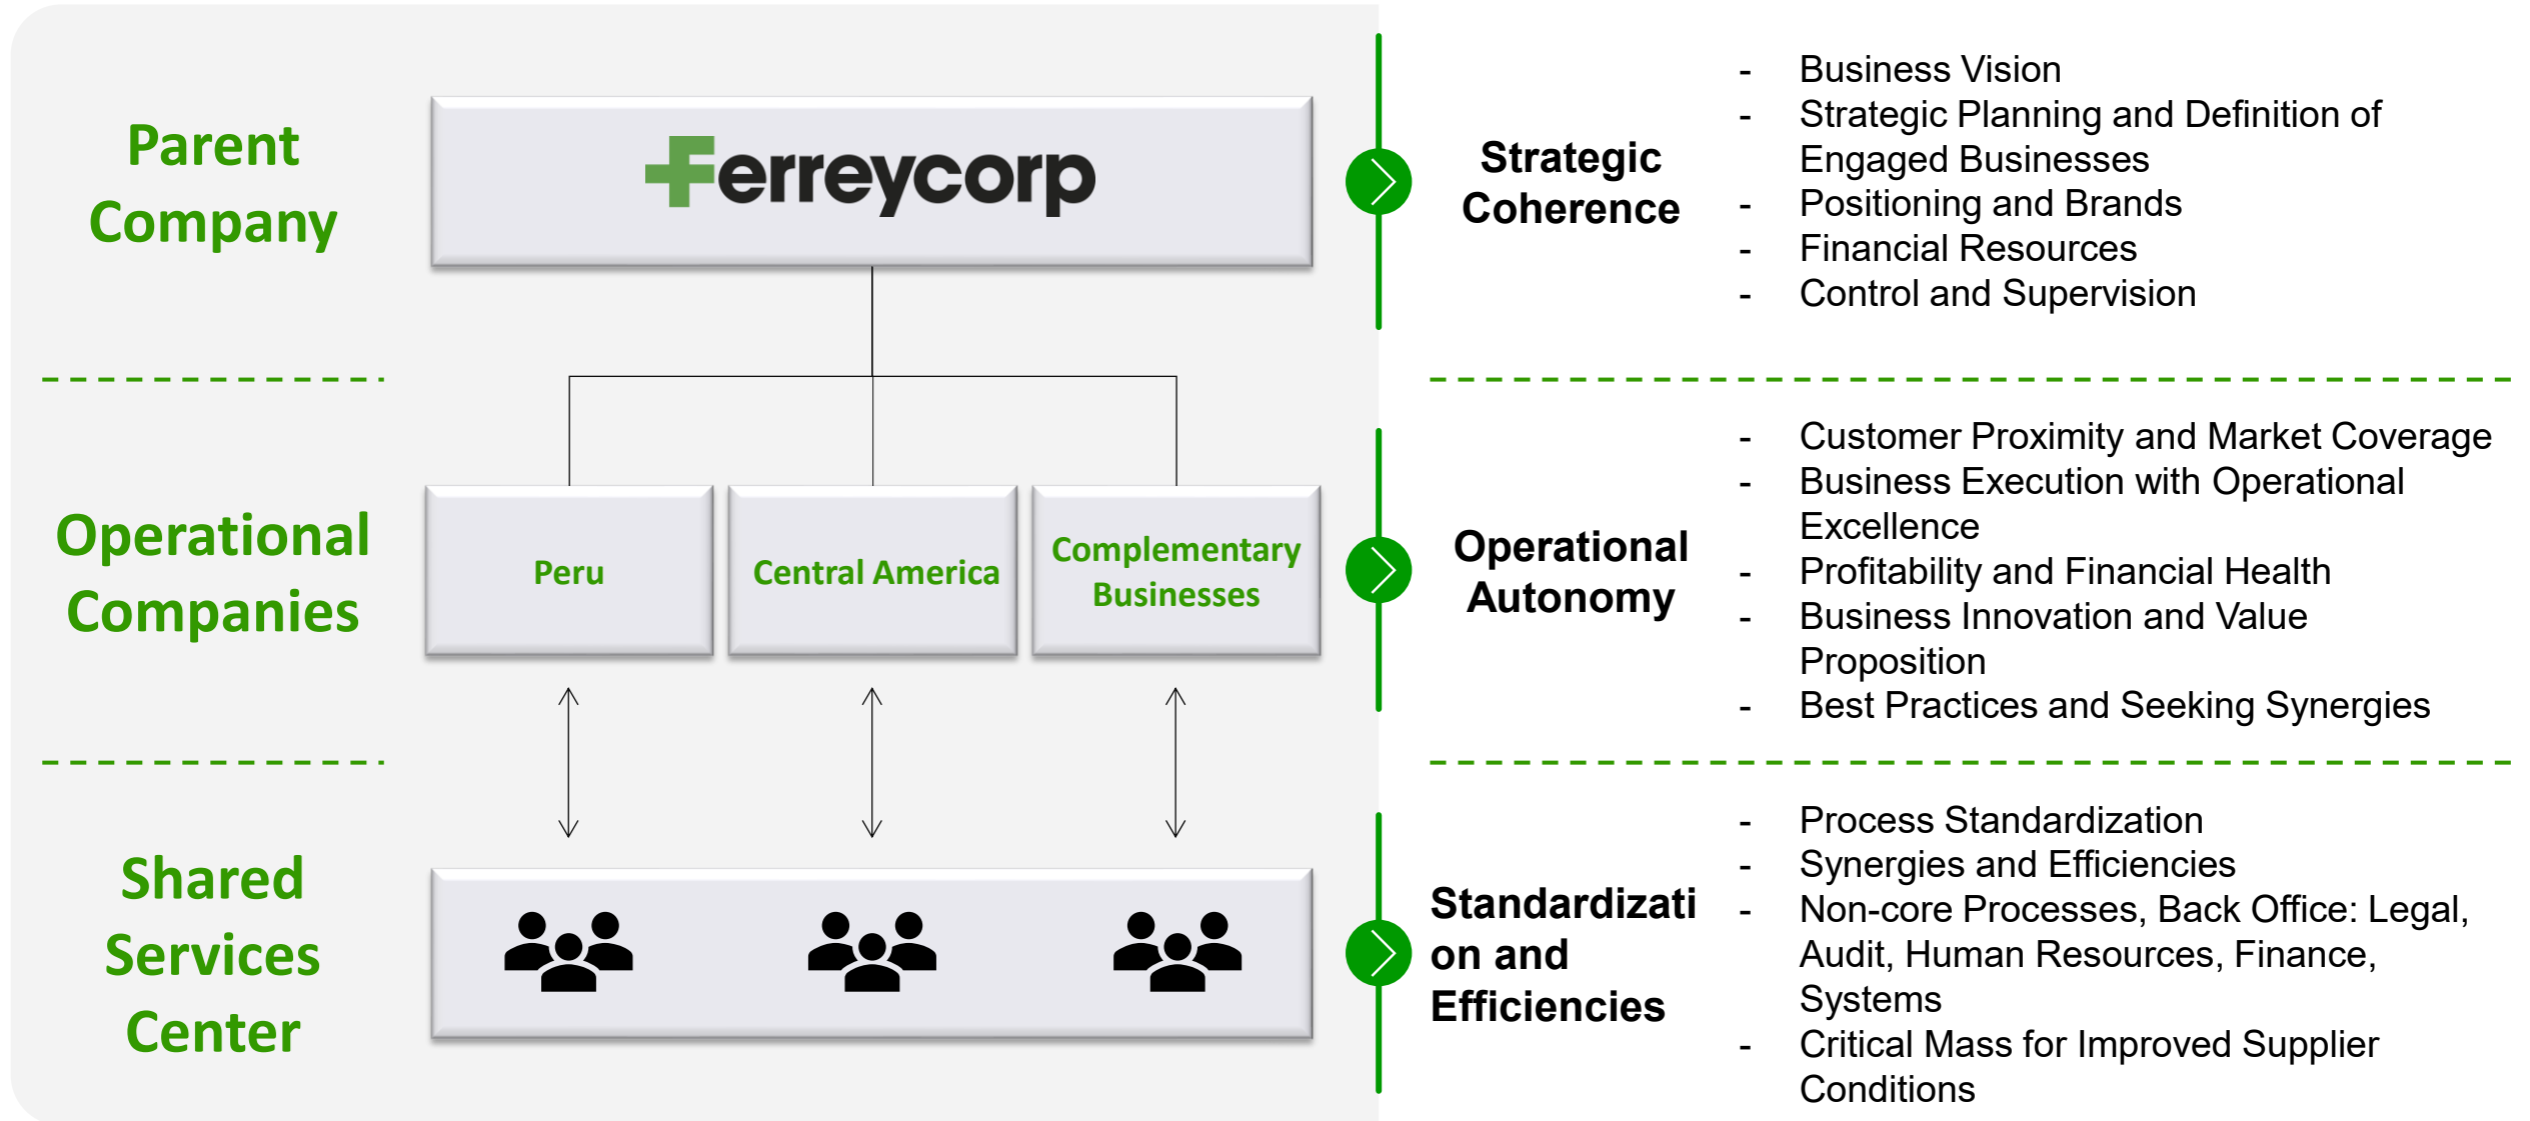 Parent
Company
Ferreycorp
Strategic
Coherence
- Business Vision
- Strategic Planning and Definition of
Engaged Businesses
- Positioning and Brands
- Financial Resources
- Control and Supervision
Operational
Companies
Peru
Central America
Complementary
Businesses
Operational
Autonomy
- Customer Proximity and Market Coverage
- Business Execution with Operational
Excellence
- Profitability and Financial Health
- Business Innovation and Value
Proposition
- Best Practices and Seeking Synergies
Shared
Services
Center
Standardizati
on and
Efficiencies
- Process Standardization
- Synergies and Efficiencies
- Non-core Processes, Back Office: Legal,
Audit, Human Resources, Finance,
Systems
- Critical Mass for Improved Supplier
Conditions